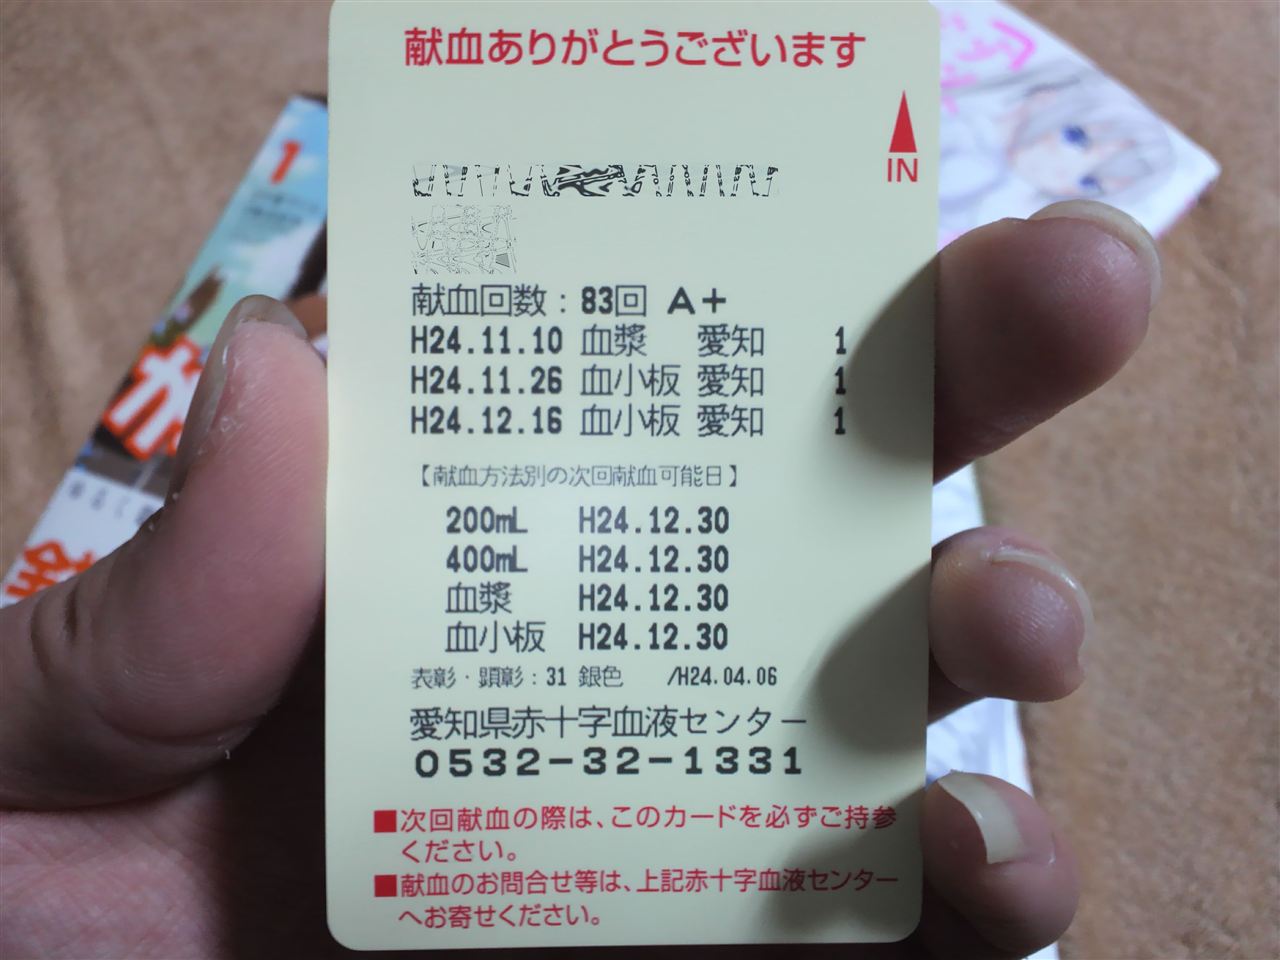 献血ありがとうございます
IN
献血回数：83回 A+
H24.11.10 血漿 愛知 1
H24.11.26 血小板 愛知 1
H24.12.16 血小板 愛知 1
【献血方法別の次回献血可能日】
200mL H24.12.30
400mL H24.12.30
血漿 H24.12.30
血小板 H24.12.30
表彰・顕彰：31 銀色 /H24.04.06
愛知県赤十字血液センター
0532-32-1331
■次回献血の際は、このカードを必ずご持参
ください。
■献血のお問合せ等は、上記赤十字血液センター
へお寄せください。
1